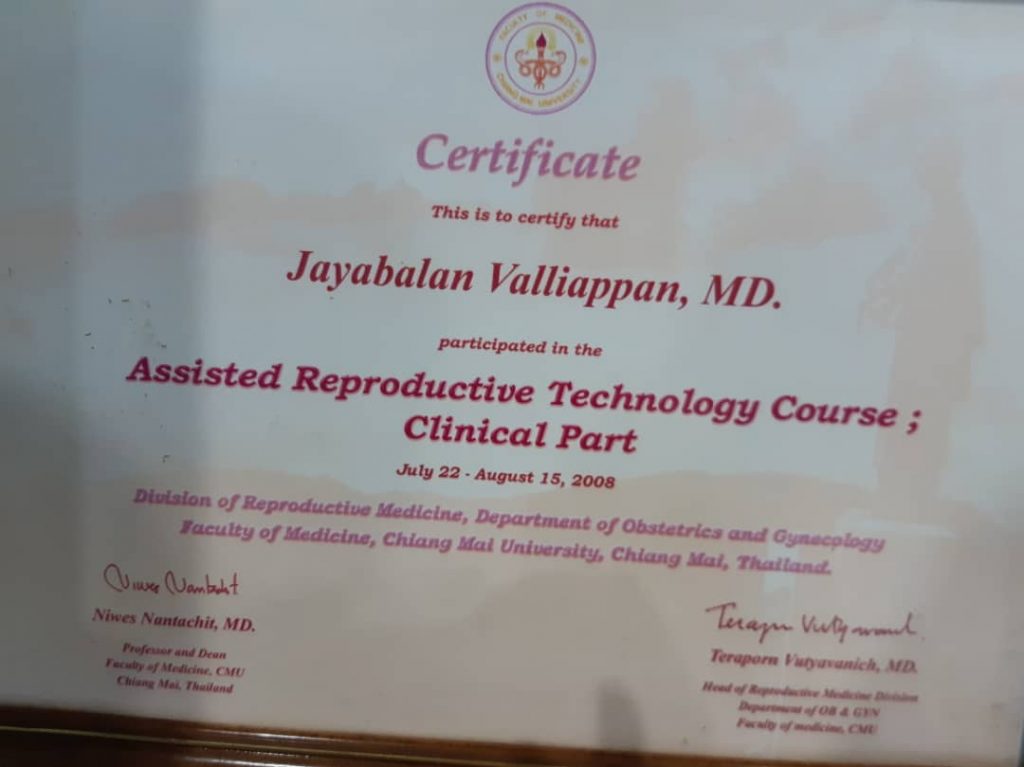 FACULTY OF MEDICINE
CHIANG MAI UNIVERSITY
Certificate
This is to certify that
Jayabalan Valliappan, MD.
participated in the
Assisted Reproductive Technology Course ;
Clinical Part
July 22 - August 15, 2008
Division of Reproductive Medicine, Department of Obstetrics and Gynecology
Faculty of Medicine, Chiang Mai University, Chiang Mai, Thailand.
Niwes Nantachit, MD.
Professor and Dean
Faculty of Medicine, CMU
Chiang Mai, Thailand
Teraporn Vutyavanich, MD.
Head of Reproductive Medicine Division
Department of OB & GYN
Faculty of medicine, CMU